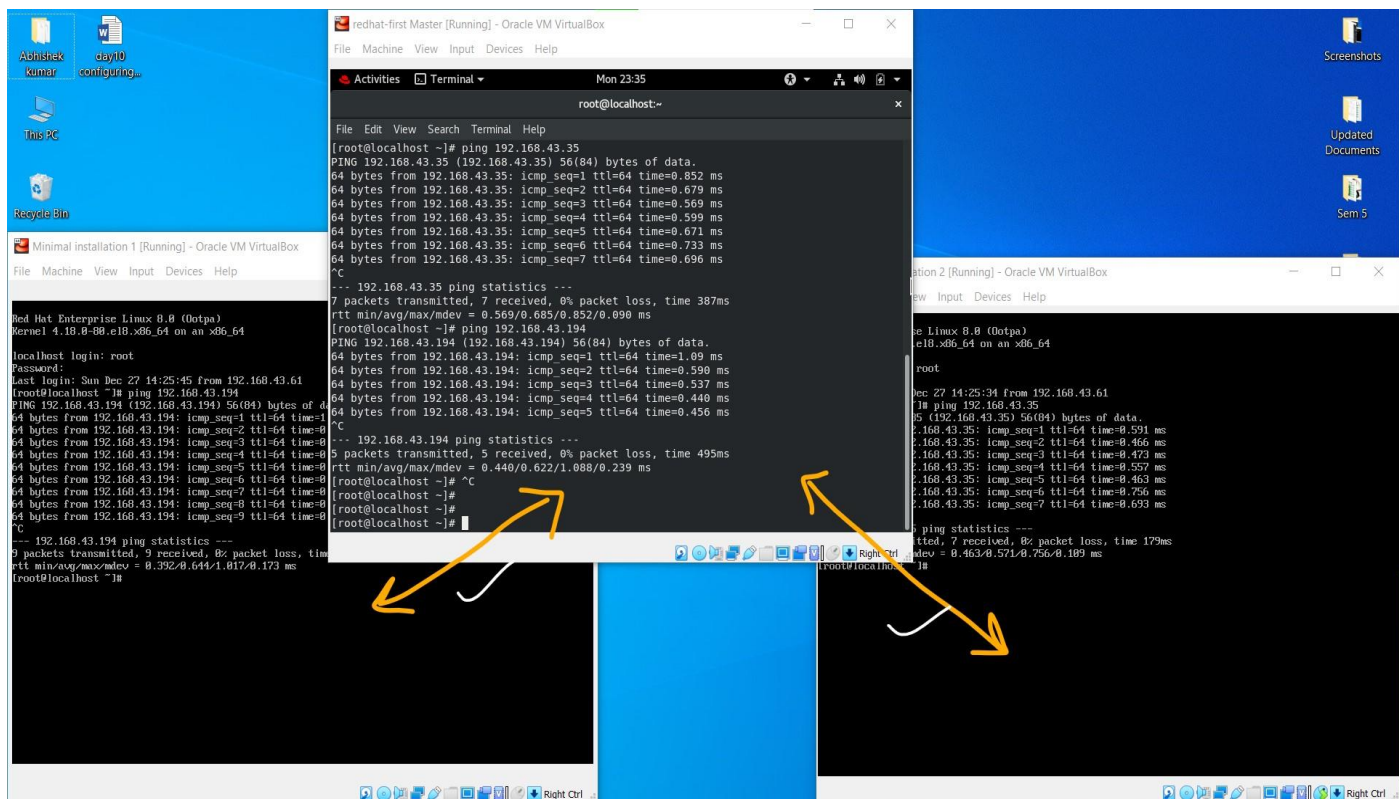 Abhishek kumar
day10 configuring...
This PC
Recycle Bin
Screenshots
Updated Documents
Sem 5
redhat-first Master [Running] - Oracle VM VirtualBox
File Machine View Input Devices Help
Activities Terminal Mon 23:35
root@localhost:~
File Edit View Search Terminal Help
[root@localhost ~]# ping 192.168.43.35
PING 192.168.43.35 (192.168.43.35) 56(84) bytes of data.
64 bytes from 192.168.43.35: icmp_seq=1 ttl=64 time=0.852 ms
64 bytes from 192.168.43.35: icmp_seq=2 ttl=64 time=0.679 ms
64 bytes from 192.168.43.35: icmp_seq=3 ttl=64 time=0.569 ms
64 bytes from 192.168.43.35: icmp_seq=4 ttl=64 time=0.599 ms
64 bytes from 192.168.43.35: icmp_seq=5 ttl=64 time=0.671 ms
64 bytes from 192.168.43.35: icmp_seq=6 ttl=64 time=0.733 ms
64 bytes from 192.168.43.35: icmp_seq=7 ttl=64 time=0.696 ms
^C
--- 192.168.43.35 ping statistics ---
7 packets transmitted, 7 received, 0% packet loss, time 387ms
rtt min/avg/max/mdev = 0.569/0.685/0.852/0.090 ms
[root@localhost ~]# ping 192.168.43.194
PING 192.168.43.194 (192.168.43.194) 56(84) bytes of data.
64 bytes from 192.168.43.194: icmp_seq=1 ttl=64 time=1.09 ms
64 bytes from 192.168.43.194: icmp_seq=2 ttl=64 time=0.590 ms
64 bytes from 192.168.43.194: icmp_seq=3 ttl=64 time=0.537 ms
64 bytes from 192.168.43.194: icmp_seq=4 ttl=64 time=0.440 ms
64 bytes from 192.168.43.194: icmp_seq=5 ttl=64 time=0.456 ms
^C
--- 192.168.43.194 ping statistics ---
5 packets transmitted, 5 received, 0% packet loss, time 495ms
rtt min/avg/max/mdev = 0.440/0.622/1.088/0.239 ms
[root@localhost ~]# ^C
[root@localhost ~]#
[root@localhost ~]#
[root@localhost ~]#
Right Ctrl
Minimal installation 1 [Running] - Oracle VM VirtualBox
File Machine View Input Devices Help
Red Hat Enterprise Linux 8.0 (Ootpa)
Kernel 4.18.0-80.el8.x86_64 on an x86_64
localhost login: root
Password:
Last login: Sun Dec 27 14:25:45 from 192.168.43.61
[root@localhost ~]# ping 192.168.43.194
PING 192.168.43.194 (192.168.43.194) 56(84) bytes of da
64 bytes from 192.168.43.194: icmp_seq=1 ttl=64 time=1
64 bytes from 192.168.43.194: icmp_seq=2 ttl=64 time=0
64 bytes from 192.168.43.194: icmp_seq=3 ttl=64 time=0
64 bytes from 192.168.43.194: icmp_seq=4 ttl=64 time=0
64 bytes from 192.168.43.194: icmp_seq=5 ttl=64 time=0
64 bytes from 192.168.43.194: icmp_seq=6 ttl=64 time=0
64 bytes from 192.168.43.194: icmp_seq=7 ttl=64 time=0
64 bytes from 192.168.43.194: icmp_seq=8 ttl=64 time=0
64 bytes from 192.168.43.194: icmp_seq=9 ttl=64 time=0
^C
--- 192.168.43.194 ping statistics ---
9 packets transmitted, 9 received, 0% packet loss, tim
rtt min/avg/max/mdev = 0.392/0.644/1.017/0.173 ms
[root@localhost ~]#
Right Ctrl
ation 2 [Running] - Oracle VM VirtualBox
ew Input Devices Help
se Linux 8.0 (Ootpa)
.el8.x86_64 on an x86_64
root
Dec 27 14:25:34 from 192.168.43.61
~]# ping 192.168.43.35
35 (192.168.43.35) 56(84) bytes of data.
2.168.43.35: icmp_seq=1 ttl=64 time=0.591 ms
2.168.43.35: icmp_seq=2 ttl=64 time=0.466 ms
2.168.43.35: icmp_seq=3 ttl=64 time=0.473 ms
2.168.43.35: icmp_seq=4 ttl=64 time=0.557 ms
2.168.43.35: icmp_seq=5 ttl=64 time=0.463 ms
2.168.43.35: icmp_seq=6 ttl=64 time=0.756 ms
2.168.43.35: icmp_seq=7 ttl=64 time=0.693 ms
5 ping statistics ---
itted, 7 received, 0% packet loss, time 179ms
mdev = 0.463/0.571/0.756/0.109 ms
[root@localhost ~]#
Right Ctrl